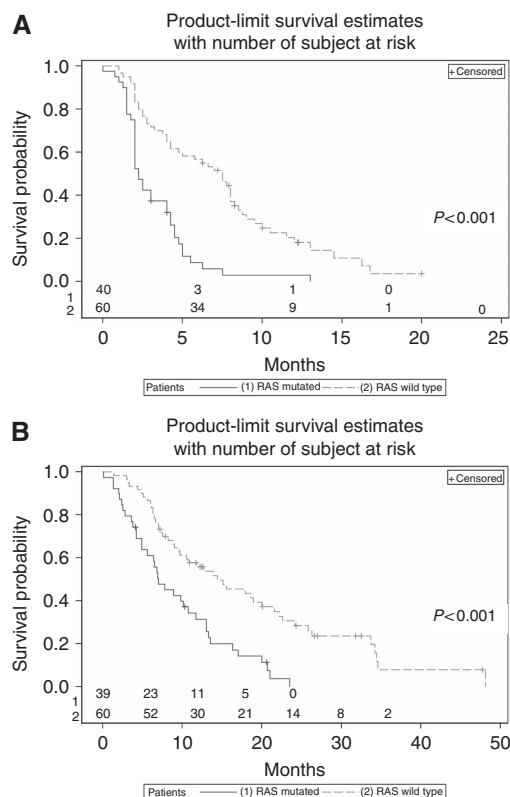 A
Product-limit survival estimates
with number of subject at risk
1.0
+ Censored
0.8
0.6
0.4
P<0.001
0.2
0.0
1 40 3 1 0
2 60 34 9 1 0
0 5 10 15 20 25
Survival probability
Months
Patients (1) RAS mutated (2) RAS wild type
B
Product-limit survival estimates
with number of subject at risk
1.0
+ Censored
0.8
0.6
0.4
P<0.001
0.2
0.0
1 39 23 11 5 0
2 60 52 30 21 14 8 2
0 10 20 30 40 50
Survival probability
Months
Patients (1) RAS mutated (2) RAS wild type